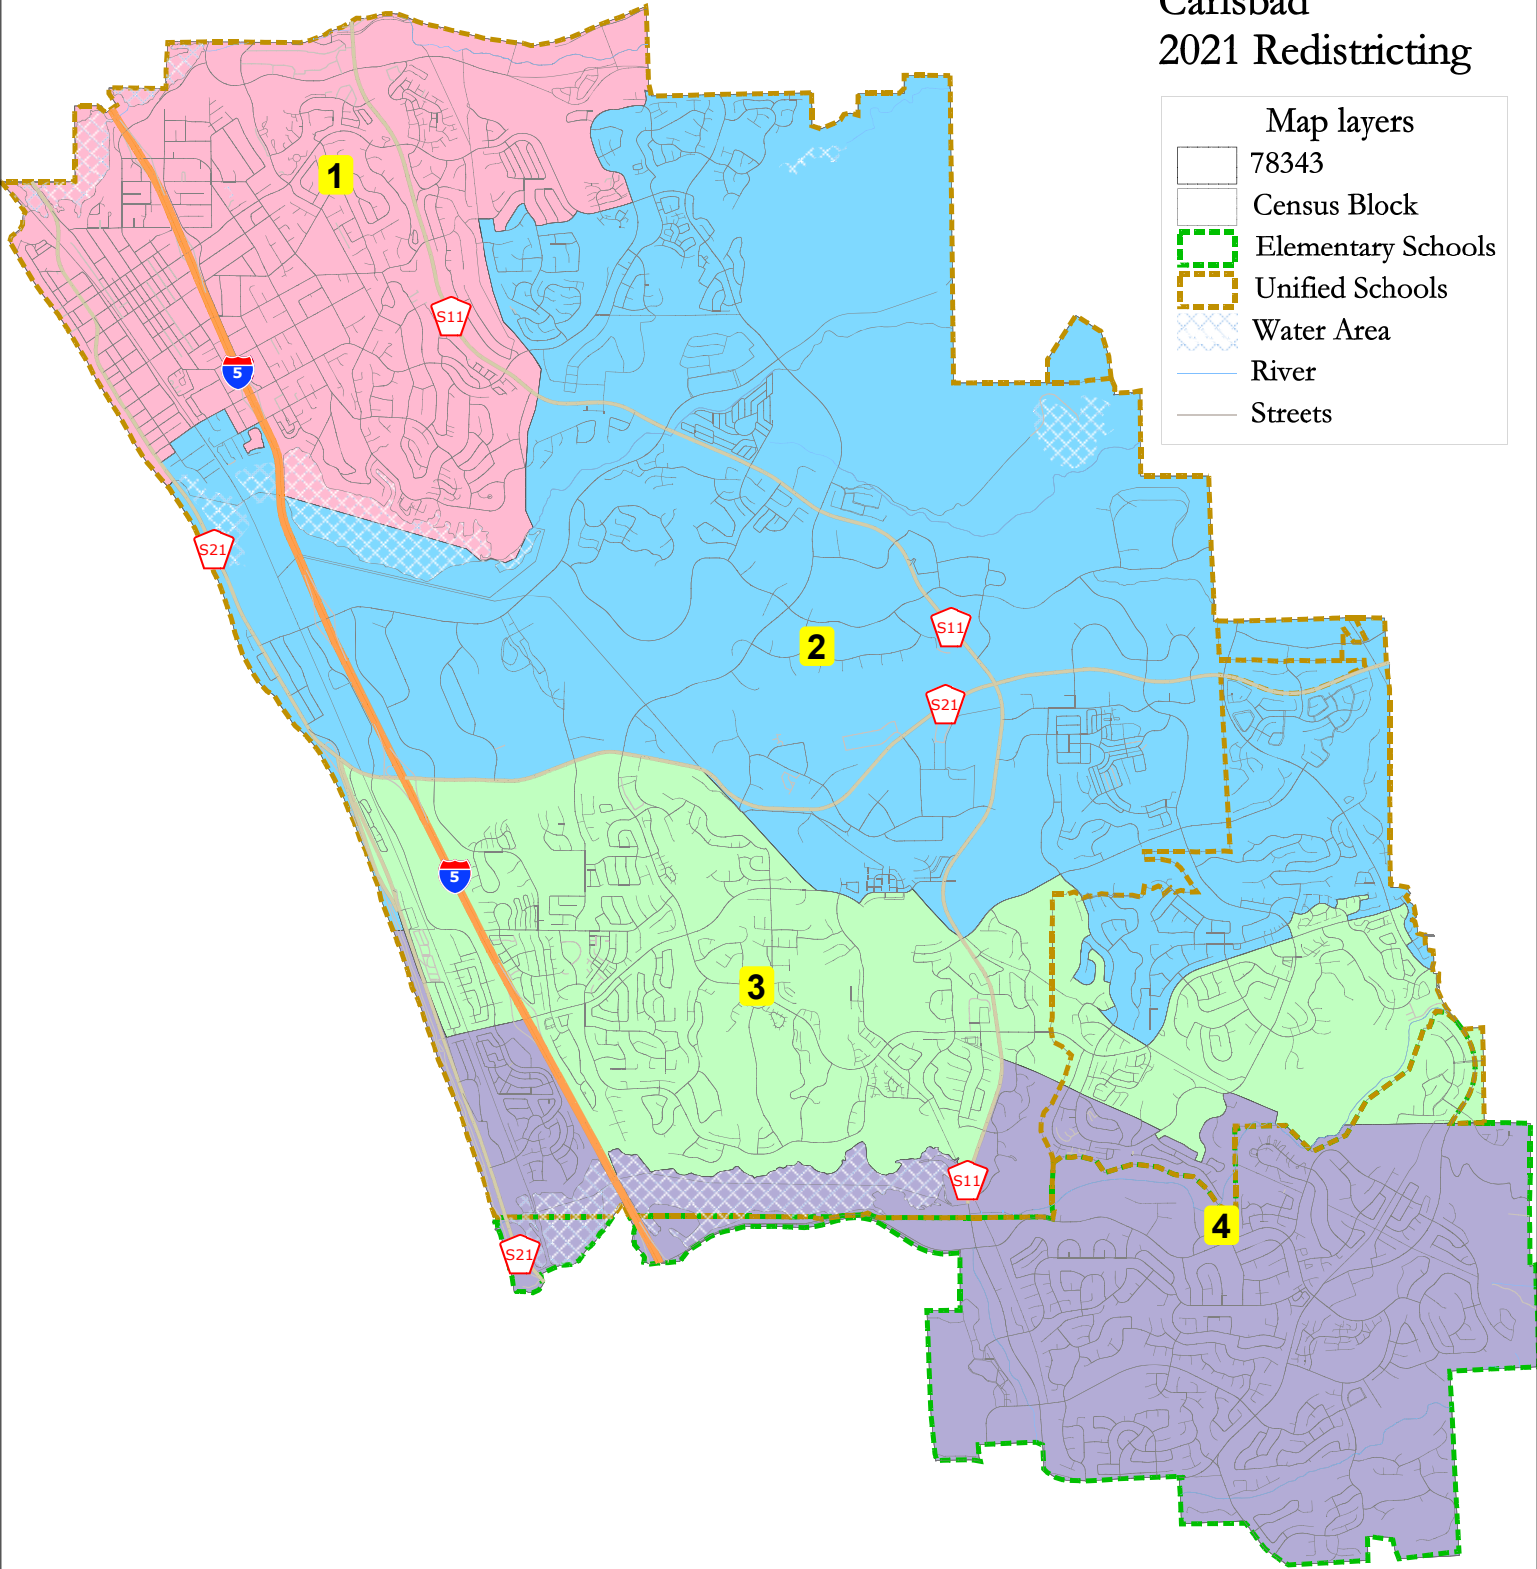 Carlsbad
2021 Redistricting
Map layers
78343
Census Block
Elementary Schools
Unified Schools
Water Area
River
Streets
1
S11
5
S21
2
S11
S21
5
3
S11
4
S21